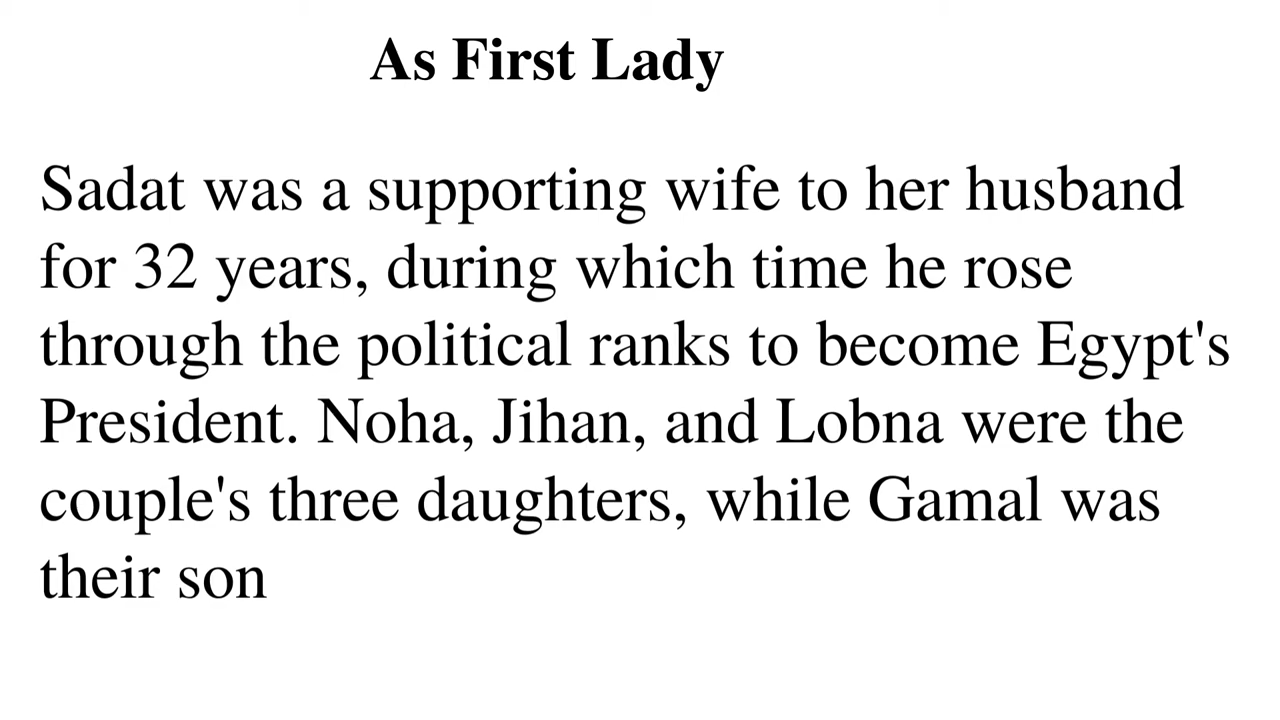 As First Lady
Sadat was a supporting wife to her husband
for 32 years, during which time he rose
through the political ranks to become Egypt's
President. Noha, Jihan, and Lobna were the
couple's three daughters, while Gamal was
their son